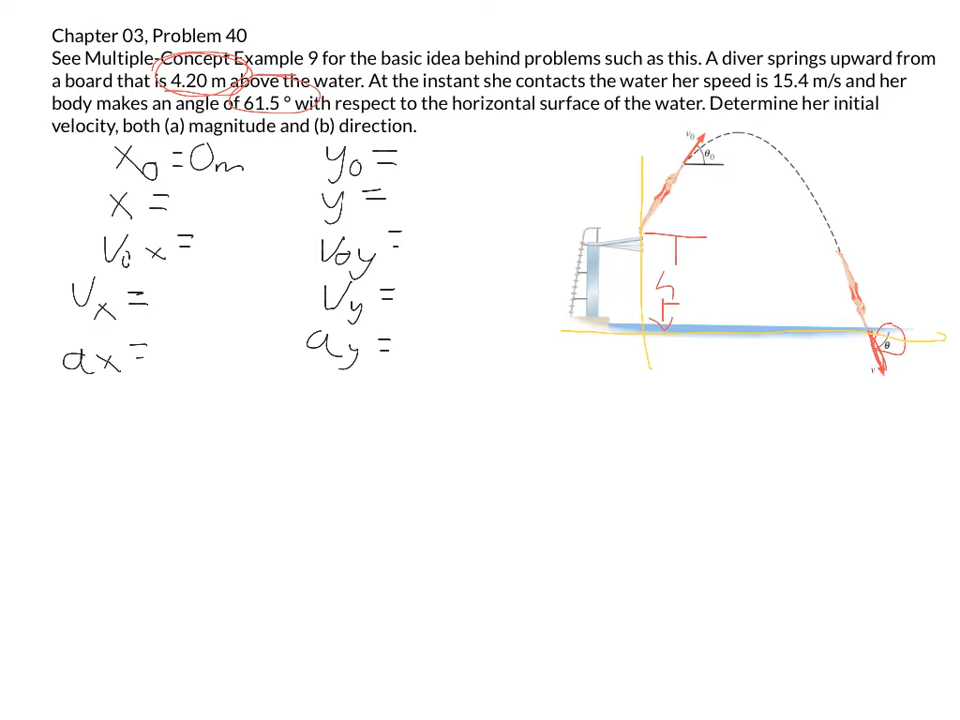 Chapter 03, Problem 40
See Multiple-Concept Example 9 for the basic idea behind problems such as this. A diver springs upward from
a board that is 4.20 m above the water. At the instant she contacts the water her speed is 15.4 m/s and her
body makes an angle of 61.5 ° with respect to the horizontal surface of the water. Determine her initial
velocity, both (a) magnitude and (b) direction.
x₀ = 0m y₀ =
x = y =
v₀x = v₀y =
vx = vy =
ax = ay =
v₀
θ₀
θ
v